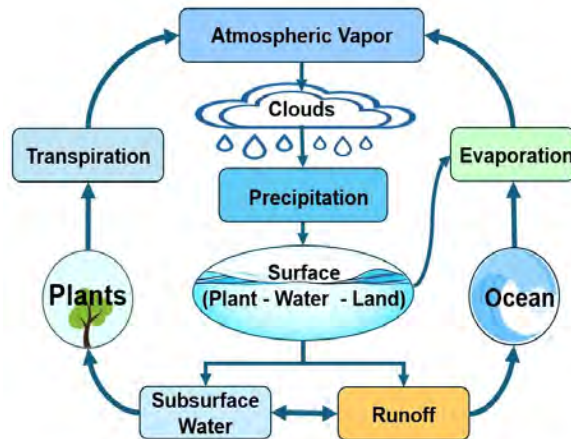 Atmospheric Vapor
Clouds
Transpiration
Evaporation
Precipitation
Surface
(Plant - Water - Land)
Plants
Ocean
Subsurface
Water
Runoff